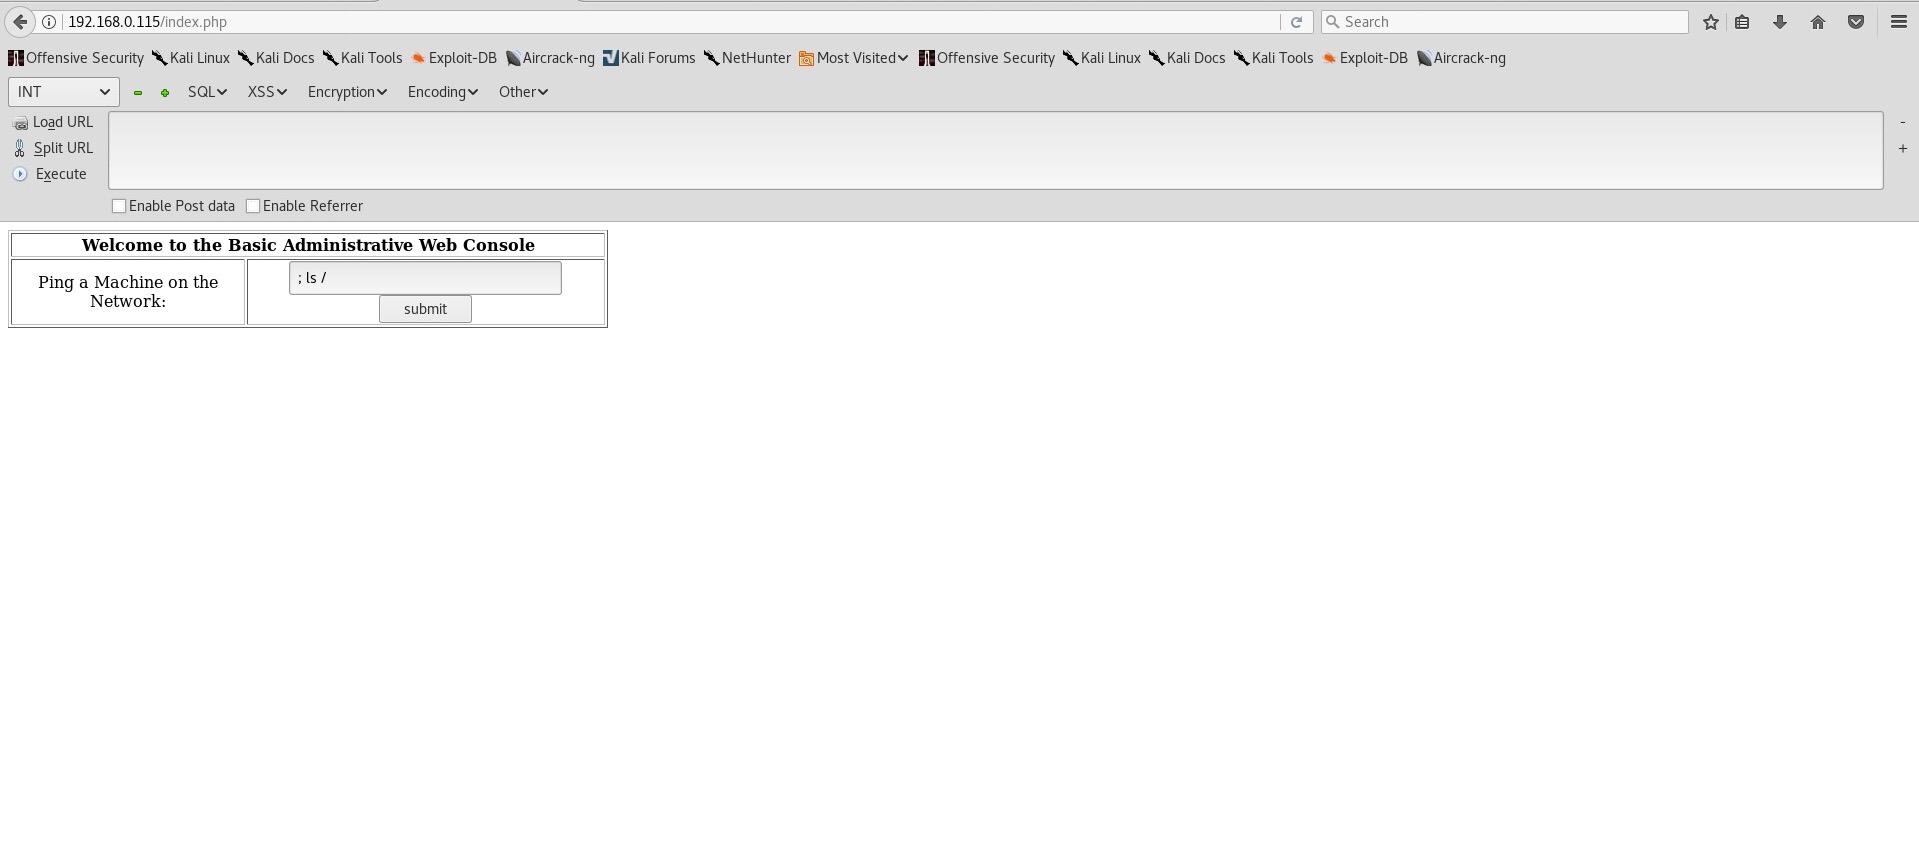 192.168.0.115/index.php
Search
Offensive Security Kali Linux Kali Docs Kali Tools Exploit-DB Aircrack-ng Kali Forums NetHunter Most Visited Offensive Security Kali Linux Kali Docs Kali Tools Exploit-DB Aircrack-ng
INT SQL XSS Encryption Encoding Other
Load URL
Split URL
Execute
Enable Post data Enable Referrer
Welcome to the Basic Administrative Web Console
Ping a Machine on the
Network:
; ls /
submit